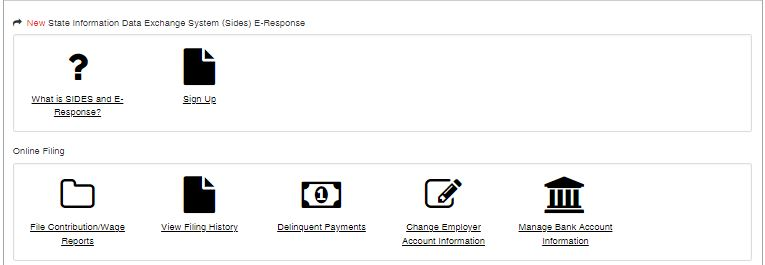 New State Information Data Exchange System (Sides) E-Response
?
What is SIDES and E-
Response?
Sign Up
Online Filing
1
File Contribution/Wage
Reports
View Filing History
Delinquent Payments
Change Employer
Account Information
Manage Bank Account
Information